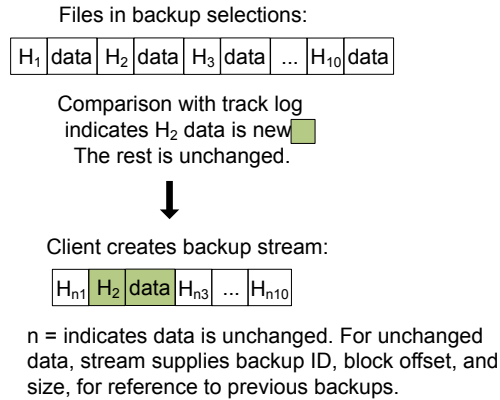 Files in backup selections:
H1 data H2 data H3 data ... H10 data
Comparison with track log
indicates H2 data is new
The rest is unchanged.
Client creates backup stream:
Hn1 H2 data Hn3 ... Hn10
n = indicates data is unchanged. For unchanged
data, stream supplies backup ID, block offset, and
size, for reference to previous backups.